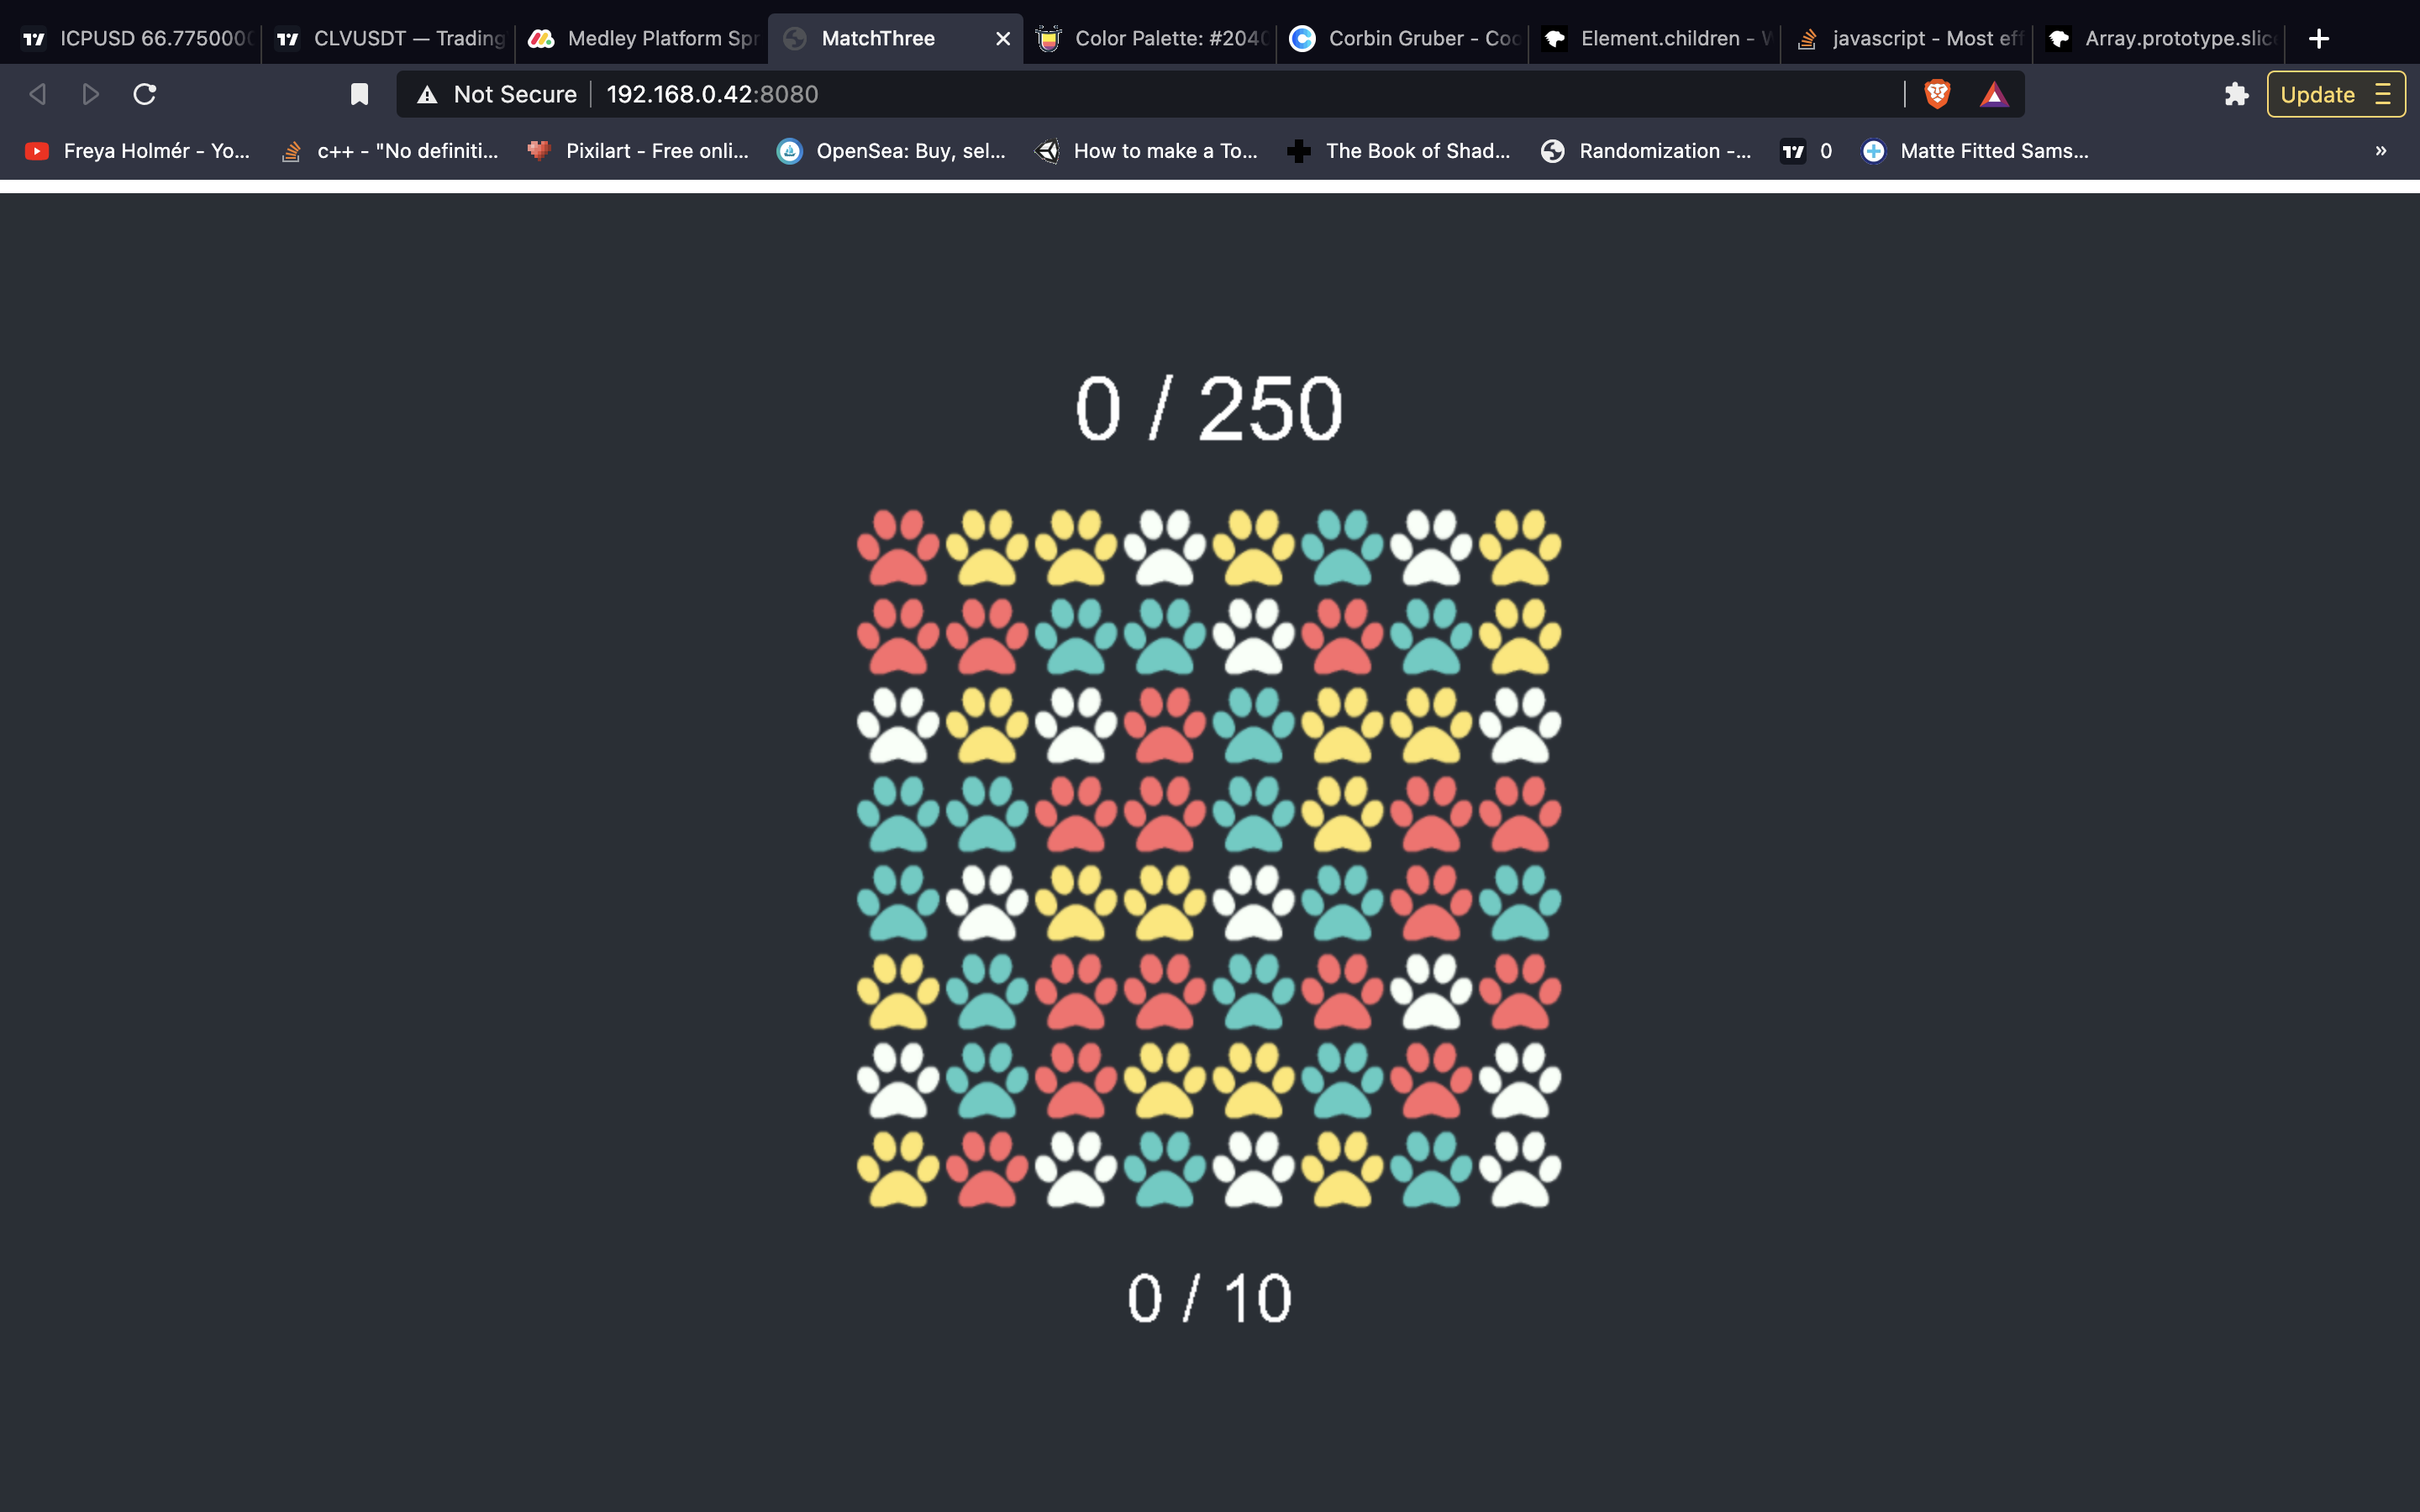 ICPUSD 66.775000 CLVUSDT — Trading Medley Platform Spr MatchThree Color Palette: #204 Corbin Gruber - Coo Element.children - javascript - Most eff Array.prototype.slic
Not Secure 192.168.0.42:8080 Update
Freya Holmér - Yo... c++ - "No definiti... Pixilart - Free onli... OpenSea: Buy, sel... How to make a To... The Book of Shad... Randomization -... 0 Matte Fitted Sams... »
0 / 250
0 / 10